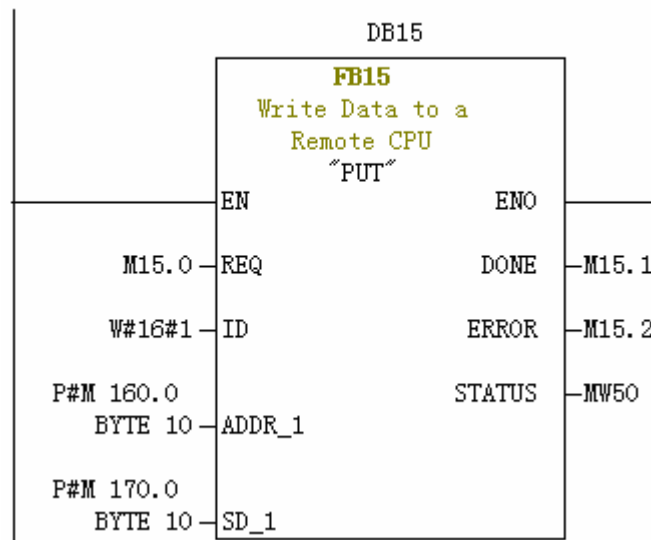 DB15
FB15
Write Data to a
Remote CPU
"PUT"
EN ENO
M15.0 REQ DONE M15.1
W#16#1 ID ERROR M15.2
P#M 160.0 STATUS MW50
BYTE 10 ADDR_1
P#M 170.0
BYTE 10 SD_1